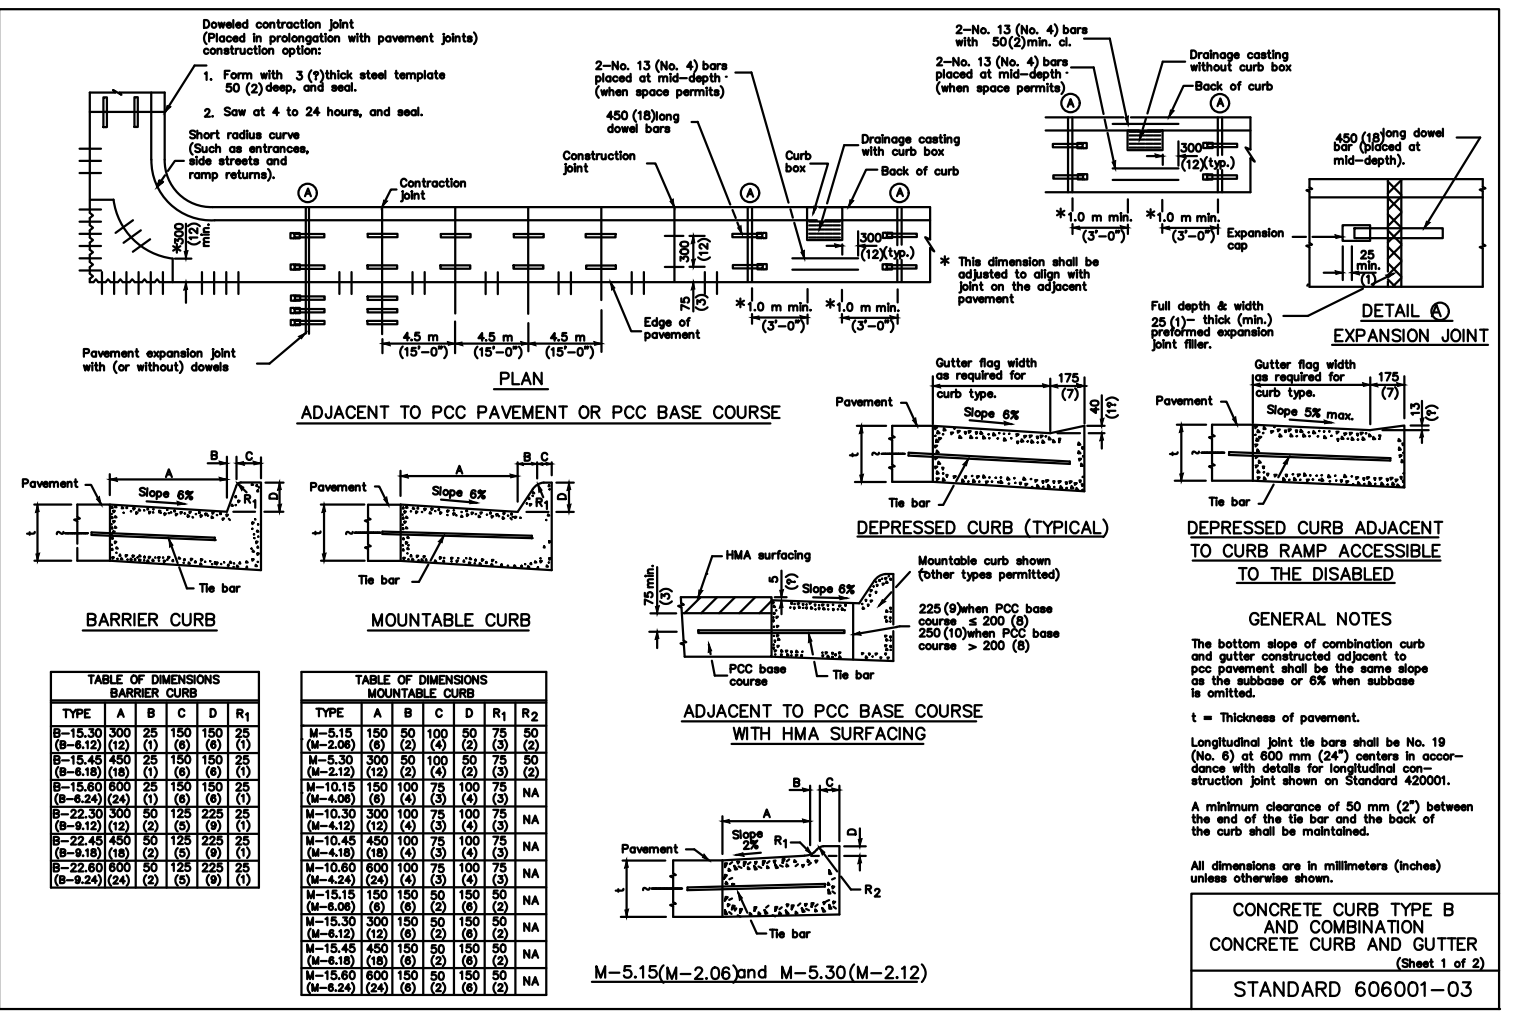 Doweled contraction joint
(Placed in prolongation with pavement joints)
construction option:
1. Form with 3 (?)thick steel template
50 (2) deep, and seal.
2. Saw at 4 to 24 hours, and seal.
Short radius curve
(Such as entrances,
side streets and
ramp returns).
*300
(12)
min.
A
Contraction
joint
2-No. 13 (No. 4) bars
placed at mid-depth -
(when space permits)
450 (18)long
dowel bars
Construction
joint
Curb
box
Drainage casting
with curb box
Back of curb
A
A
300
(12)
75
(3)
300
(12)(typ.)
*1.0 m min.
(3'-0")
*1.0 m min.
(3'-0")
Edge of
pavement
4.5 m
(15'-0")
4.5 m
(15'-0")
4.5 m
(15'-0")
Pavement expansion joint
with (or without) dowels
PLAN
ADJACENT TO PCC PAVEMENT OR PCC BASE COURSE
* This dimension shall be
adjusted to align with
joint on the adjacent
pavement
2-No. 13 (No. 4) bars
with 50(2)min. cl.
2-No. 13 (No. 4) bars
placed at mid-depth -
(when space permits)
Drainage casting
without curb box
Back of curb
A
A
300
(12)(typ.)
*1.0 m min.
(3'-0")
*1.0 m min.
(3'-0")
450 (18)long dowel
bar (placed at
mid-depth).
Expansion
cap
25
min.
(1)
Full depth & width
25 (1)- thick (min.)
preformed expansion
joint filler.
DETAIL A
EXPANSION JOINT
Pavement
A
B
C
D
Slope 6%
R1
t
Tie bar
BARRIER CURB
Pavement
A
B
C
D
Slope 6%
R1
t
Tie bar
MOUNTABLE CURB
Gutter flag width
as required for
curb type.
175
(7)
40
(1?)
Pavement
Slope 6%
t
Tie bar
DEPRESSED CURB (TYPICAL)
Gutter flag width
as required for
curb type.
175
(7)
13
(?)
Pavement
Slope 5% max.
t
Tie bar
DEPRESSED CURB ADJACENT
TO CURB RAMP ACCESSIBLE
TO THE DISABLED
HMA surfacing
75 min.
(3)
5
(?)
Slope 6%
Mountable curb shown
(other types permitted)
225 (9)when PCC base
course ≤ 200 (8)
250 (10)when PCC base
course > 200 (8)
PCC base
course
Tie bar
ADJACENT TO PCC BASE COURSE
WITH HMA SURFACING
B
C
A
D
Slope
2%
R1
Pavement
t
R2
Tie bar
M-5.15(M-2.06)and M-5.30(M-2.12)
TABLE OF DIMENSIONS
BARRIER CURB
TYPE A B C D R1
B-15.30 300 25 150 150 25
(B-6.12) (12) (1) (6) (6) (1)
B-15.45 450 25 150 150 25
(B-6.18) (18) (1) (6) (6) (1)
B-15.60 600 25 150 150 25
(B-6.24) (24) (1) (6) (6) (1)
B-22.30 300 50 125 225 25
(B-9.12) (12) (2) (5) (9) (1)
B-22.45 450 50 125 225 25
(B-9.18) (18) (2) (5) (9) (1)
B-22.60 600 50 125 225 25
(B-9.24) (24) (2) (5) (9) (1)
TABLE OF DIMENSIONS
MOUNTABLE CURB
TYPE A B C D R1 R2
M-5.15 150 50 100 50 75 50
(M-2.06) (6) (2) (4) (2) (3) (2)
M-5.30 300 50 100 50 75 50
(M-2.12) (12) (2) (4) (2) (3) (2)
M-10.15 150 100 75 100 75 NA
(M-4.06) (6) (4) (3) (4) (3)
M-10.30 300 100 75 100 75 NA
(M-4.12) (12) (4) (3) (4) (3)
M-10.45 450 100 75 100 75 NA
(M-4.18) (18) (4) (3) (4) (3)
M-10.60 600 100 75 100 75 NA
(M-4.24) (24) (4) (3) (4) (3)
M-15.15 150 150 50 150 50 NA
(M-6.06) (6) (6) (2) (6) (2)
M-15.30 300 150 50 150 50 NA
(M-6.12) (12) (6) (2) (6) (2)
M-15.45 450 150 50 150 50 NA
(M-6.18) (18) (6) (2) (6) (2)
M-15.60 600 150 50 150 50 NA
(M-6.24) (24) (6) (2) (6) (2)
GENERAL NOTES
The bottom slope of combination curb
and gutter constructed adjacent to
pcc pavement shall be the same slope
as the subbase or 6% when subbase
is omitted.
t = Thickness of pavement.
Longitudinal joint tie bars shall be No. 19
(No. 6) at 600 mm (24") centers in accor-
dance with details for longitudinal con-
struction joint shown on Standard 420001.
A minimum clearance of 50 mm (2") between
the end of the tie bar and the back of
the curb shall be maintained.
All dimensions are in millimeters (inches)
unless otherwise shown.
CONCRETE CURB TYPE B
AND COMBINATION
CONCRETE CURB AND GUTTER
(Sheet 1 of 2)
STANDARD 606001-03